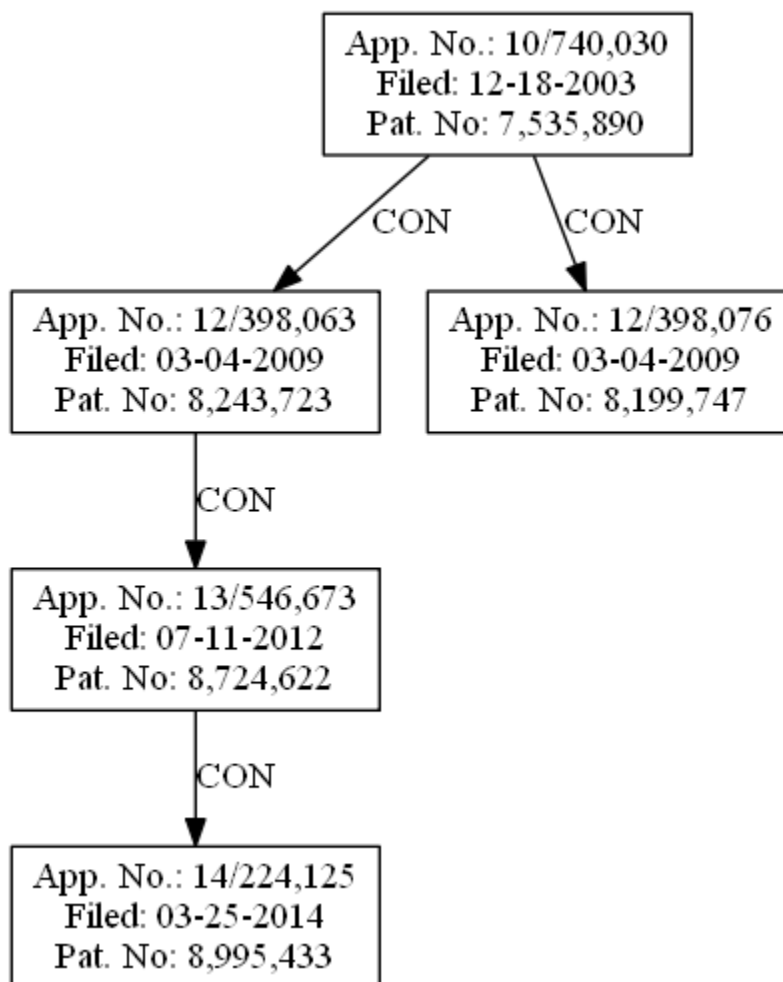 App. No.: 10/740,030
Filed: 12-18-2003
Pat. No: 7,535,890
CON
CON
App. No.: 12/398,063
Filed: 03-04-2009
Pat. No: 8,243,723
App. No.: 12/398,076
Filed: 03-04-2009
Pat. No: 8,199,747
CON
App. No.: 13/546,673
Filed: 07-11-2012
Pat. No: 8,724,622
CON
App. No.: 14/224,125
Filed: 03-25-2014
Pat. No: 8,995,433